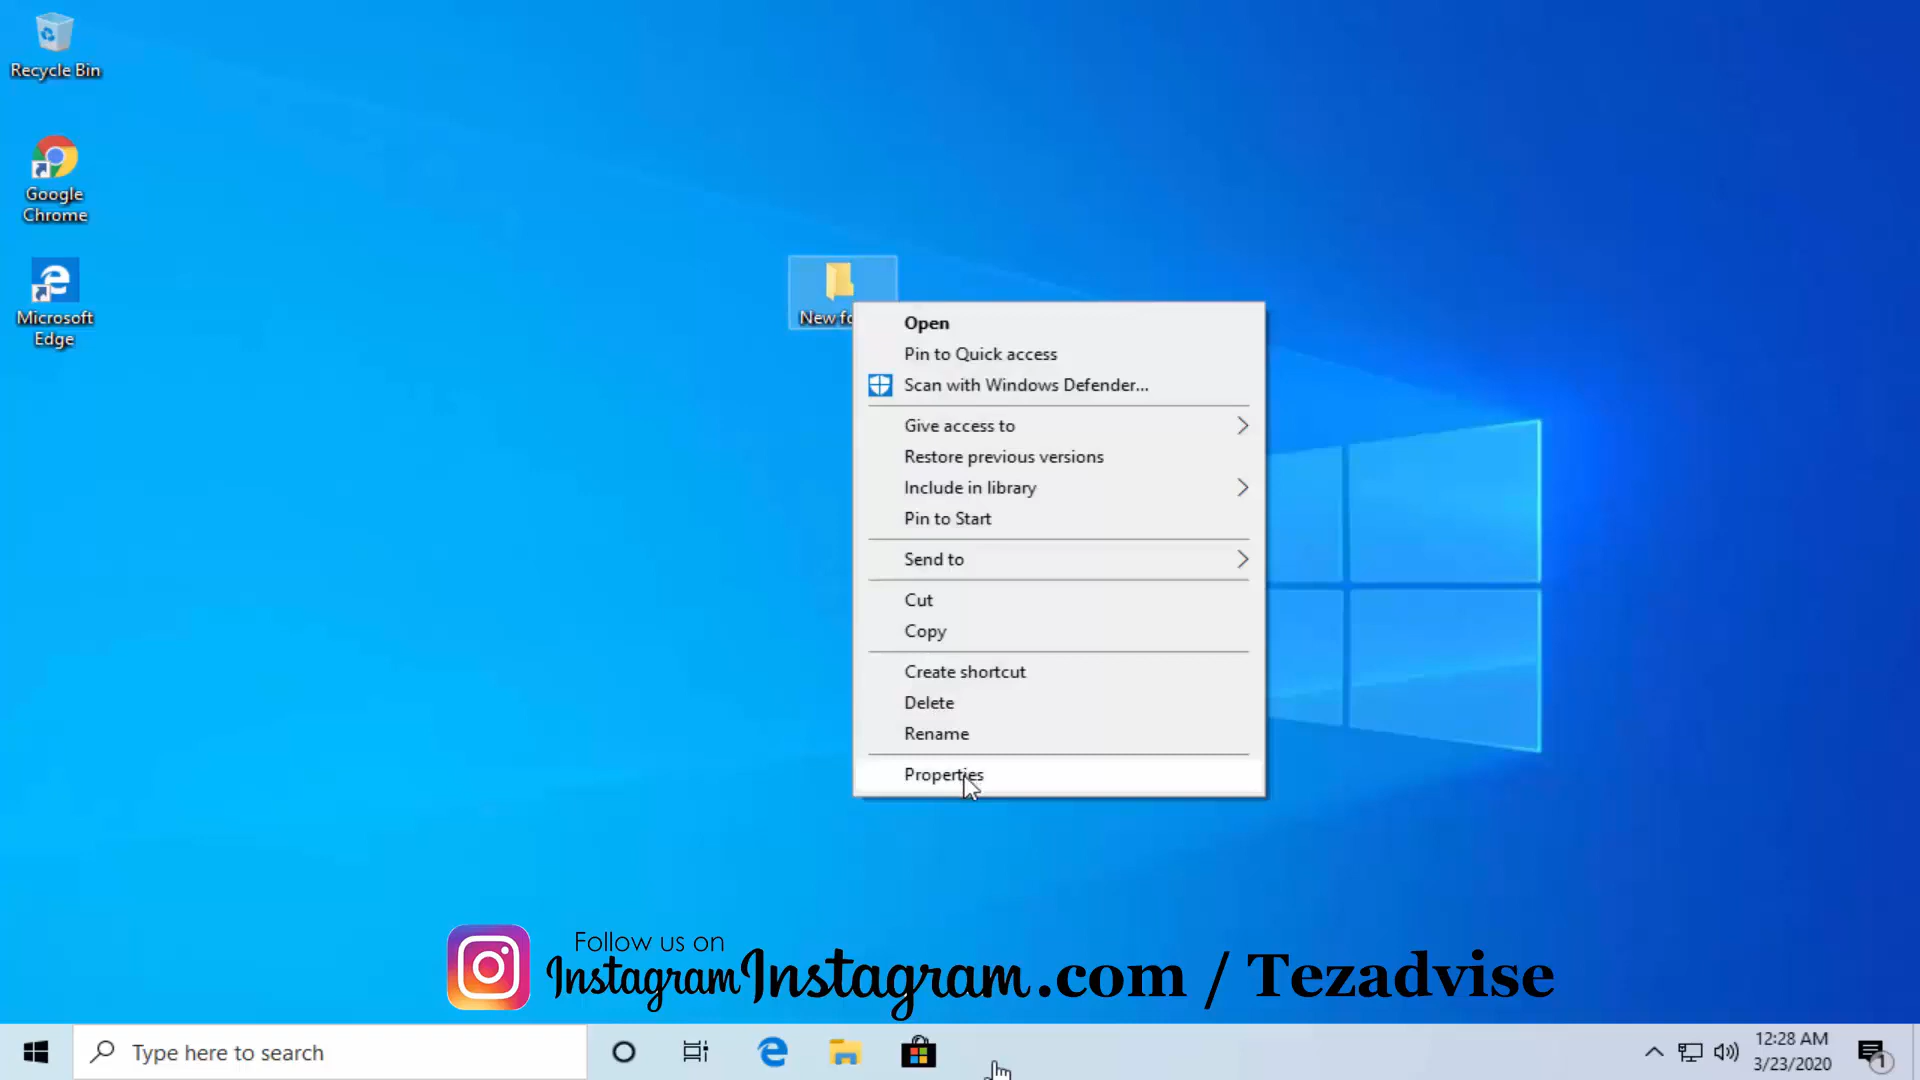 Recycle Bin
Google
Chrome
Microsoft
Edge
New fo
Open
Pin to Quick access
Scan with Windows Defender...
Give access to
Restore previous versions
Include in library
Pin to Start
Send to
Cut
Copy
Create shortcut
Delete
Rename
Properties
Follow us on
Instagram Instagram.com / Tezadvise
Type here to search
12:28 AM
3/23/2020
1